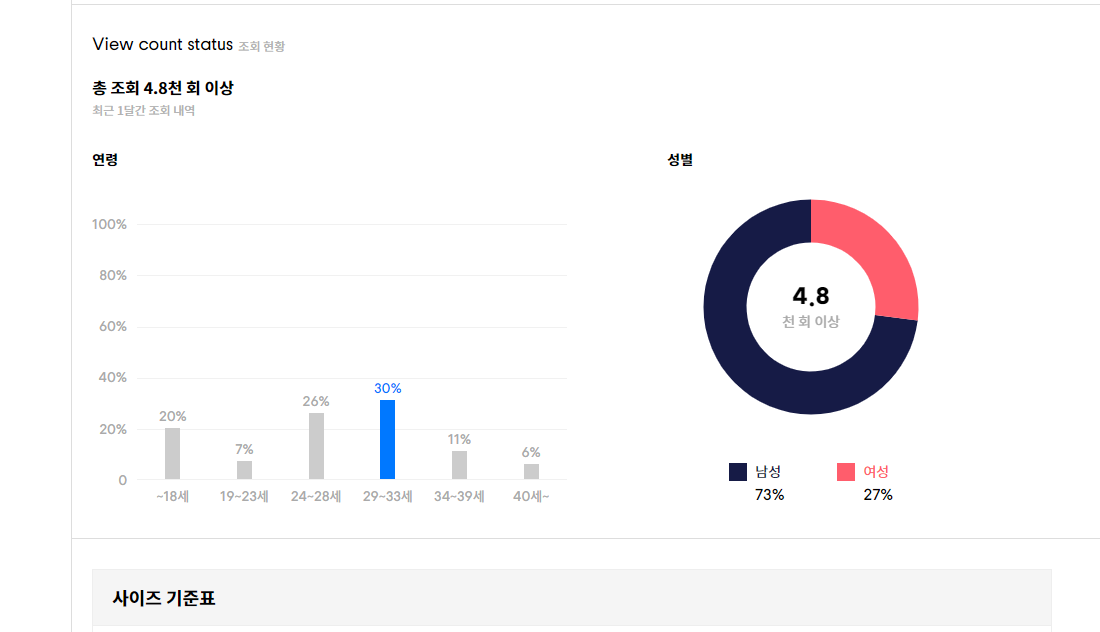 View count status 조회 현황
총 조회 4.8천 회 이상
최근 1달간 조회 내역
연령
100%
80%
60%
40%
20%
0
20%
7%
26%
30%
11%
6%
~18세 19~23세 24~28세 29~33세 34~39세 40세~
성별
4.8
천 회 이상
남성 여성
73% 27%
사이즈 기준표